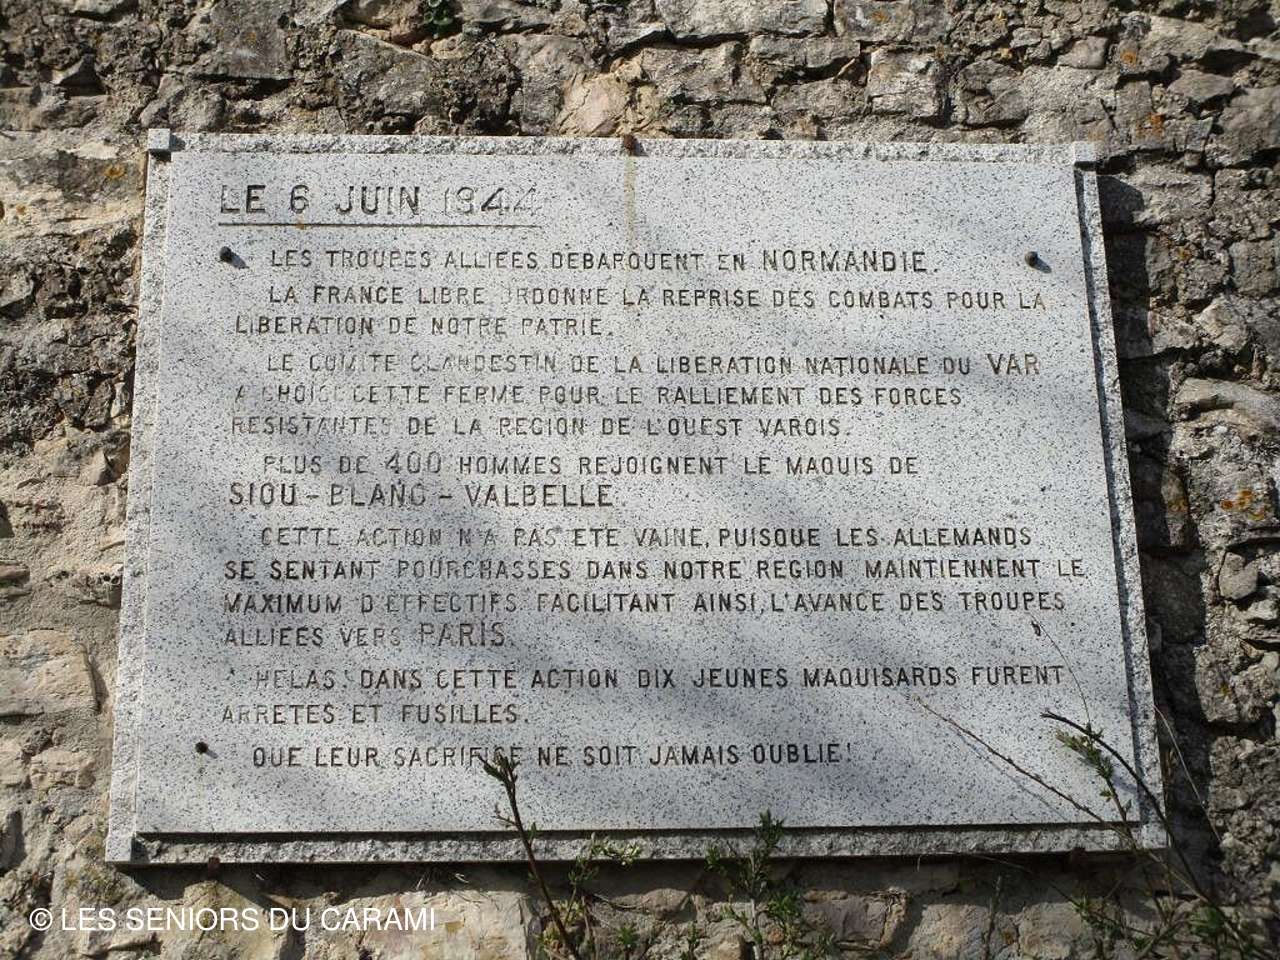 LE 6 JUIN 1944
LES TROUPES ALLIEES DEBARQUENT EN NORMANDIE.
LA FRANCE LIBRE ORDONNE LA REPRISE DES COMBATS POUR LA
LIBERATION DE NOTRE PATRIE.
LE COMITE CLANDESTIN DE LA LIBERATION NATIONALE DU VAR
A CHOISI CETTE FERME POUR LE RALLIEMENT DES FORCES
RESISTANTES DE LA REGION DE L'OUEST VAROIS.
PLUS DE 400 HOMMES REJOIGNENT LE MAQUIS DE
SIOU-BLANC-VALBELLE.
CETTE ACTION N'A PAS ETE VAINE, PUISQUE LES ALLEMANDS
SE SENTANT POURCHASSES DANS NOTRE REGION MAINTIENNENT LE
MAXIMUM D'EFFECTIFS FACILITANT AINSI, L'AVANCE DES TROUPES
ALLIEES VERS PARIS.
HELAS, DANS CETTE ACTION DIX JEUNES MAQUISARDS FURENT
ARRETES ET FUSILLES.
QUE LEUR SACRIFICE NE SOIT JAMAIS OUBLIE!
© LES SENIORS DU CARAMI